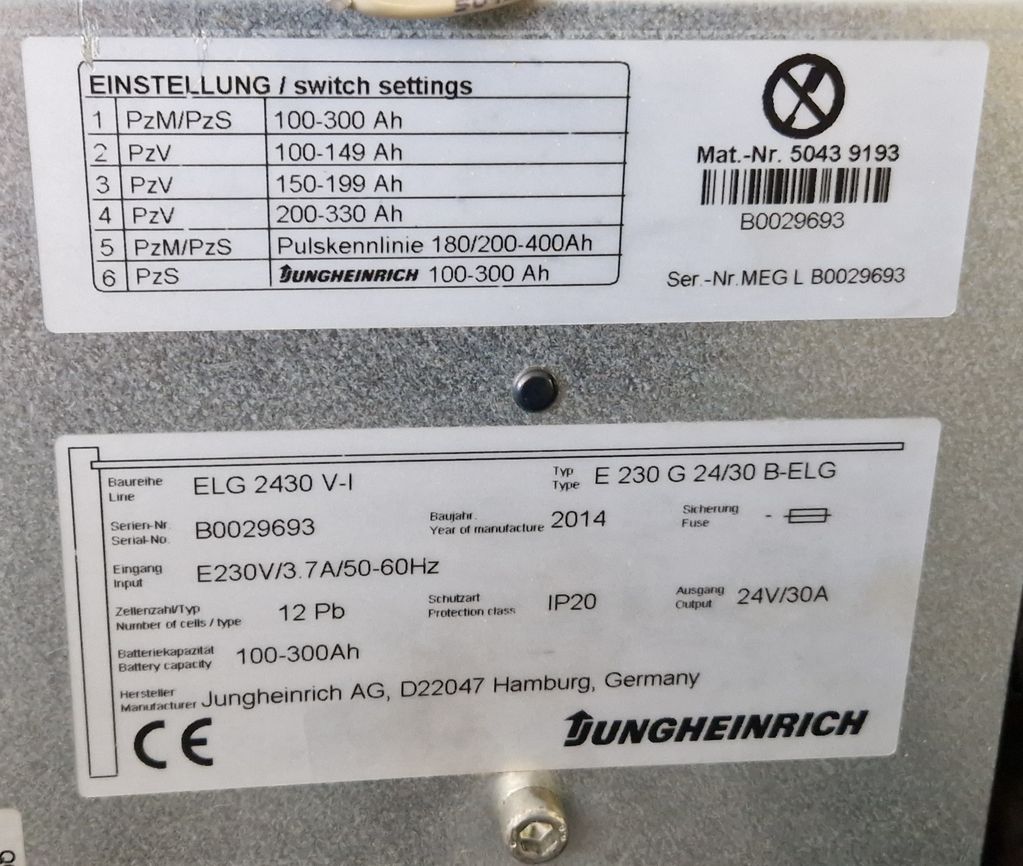 EINSTELLUNG / switch settings
1 PzM/PzS 100-300 Ah
2 PzV 100-149 Ah
3 PzV 150-199 Ah
4 PzV 200-330 Ah
5 PzM/PzS Pulskennlinie 180/200-400Ah
6 PzS JUNGHEINRICH 100-300 Ah
Mat.-Nr. 5043 9193
B0029693
Ser.-Nr.MEG L B0029693
Baureihe
Line
ELG 2430 V-I
Typ
Type
E 230 G 24/30 B-ELG
Serien-Nr.
Serial-No.
B0029693
Baujahr.
Year of manufacture
2014
Sicherung
Fuse
-
Eingang
Input
E230V/3.7A/50-60Hz
Zellenzahl/Typ
Number of cells / type
12 Pb
Schutzart
Protection class
IP20
Ausgang
Output
24V/30A
Batteriekapazität
Battery capacity
100-300Ah
Hersteller
Manufacturer
Jungheinrich AG, D22047 Hamburg, Germany
CE
JUNGHEINRICH